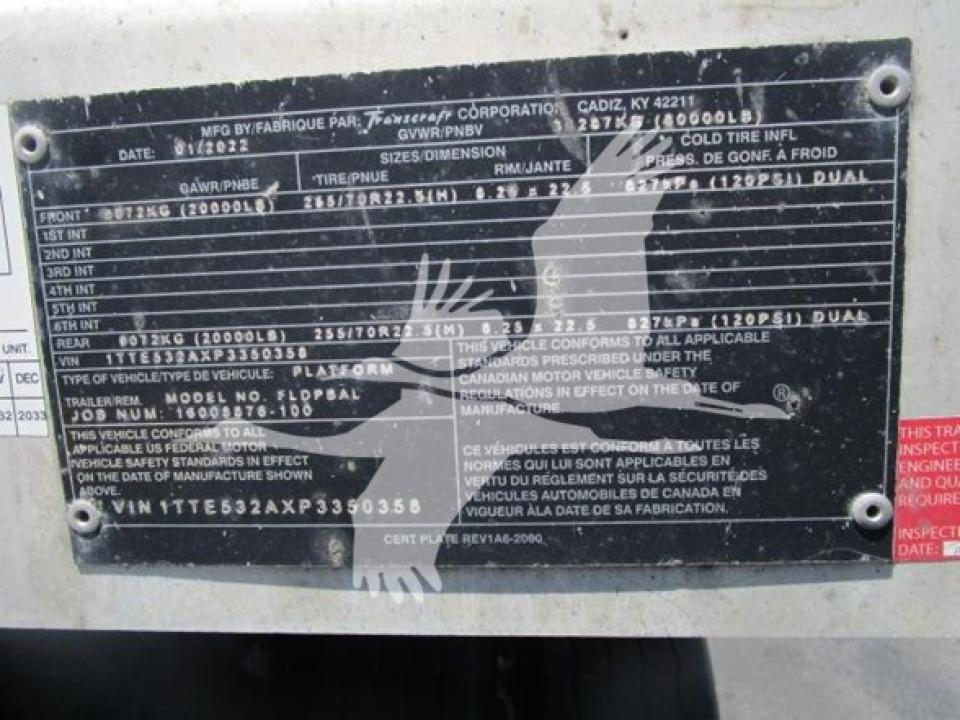 MFG BY/FABRIQUE PAR: Transcraft CORPORATIO: CADIZ, KY 42211
DATE: 01/2022 GVWR/PNBV 36287KG (80000LB)
SIZES/DIMENSION COLD TIRE INFL
GAWR/PNBE TIRE/PNUE RIM/JANTE PRESS. DE GONF. À FROID
FRONT 9072KG (20000LB) 255/70R22.5(H) 8.25 x 22.5 827kPa (120PSI) DUAL
1ST INT
2ND INT
3RD INT
4TH INT
5TH INT
6TH INT
REAR 9072KG (20000LB) 255/70R22.5(H) 8.25 x 22.5 827kPa (120PSI) DUAL
VIN 1TTE532AXP3350358
TYPE OF VEHICLE/TYPE DE VEHICULE: PLATFORM
TRAILER/REM. MODEL NO. FLDPBAL
JOB NUM: -100
THIS VEHICLE CONFORMS TO ALL
APPLICABLE US FEDERAL MOTOR
VEHICLE SAFETY STANDARDS IN EFFECT
ON THE DATE OF MANUFACTURE SHOWN
ABOVE.
VIN 1TTE532AXP3350358
THIS VEHICLE CONFORMS TO ALL APPLICABLE
STANDARDS PRESCRIBED UNDER THE
CANADIAN MOTOR VEHICLE SAFETY
REGULATIONS IN EFFECT ON THE DATE OF
MANUFACTURE.
CE VÉHICULES EST CONFORM A TOUTES LES
NORMES QUI LUI SONT APPLICABLES EN
VERTU DU RÉGLEMENT SUR LA SÉCURITE DES
VÉHICULES AUTOMOBILES DE CANADA EN
VIGUEUR ÀLA DATE DE SA FABRICATION.
CERT PLATE REV1A6-2000
®
UNIT.
DEC
2033
THIS TRA
INSPECT
ENGINEE
AND QUA
REQUIRE
INSPECTE
DATE: